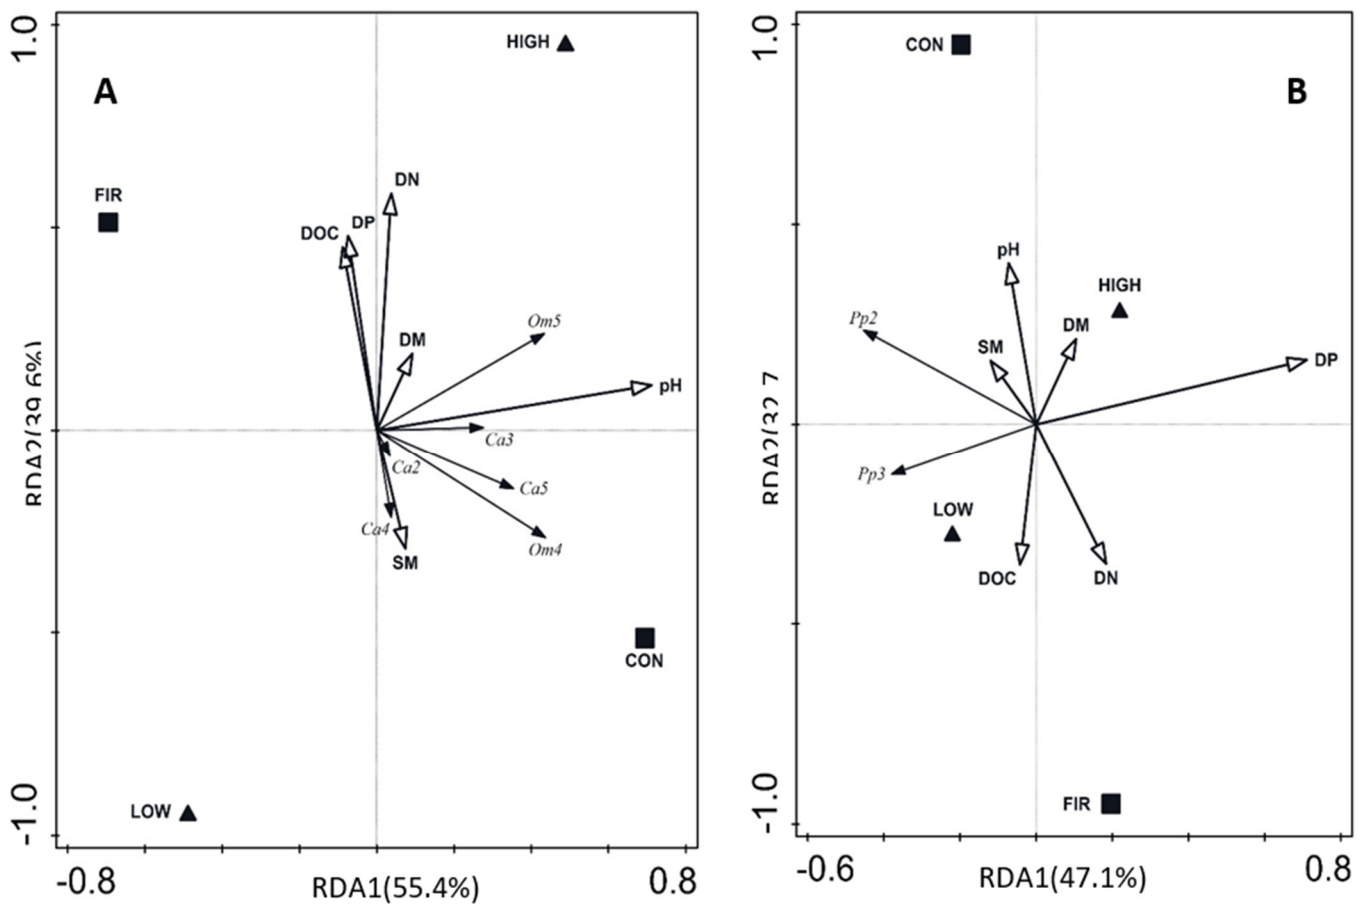 1.0
HIGH
A
FIR
DN
DP
DOC
DM
Om5
pH
Ca3
Ca2
Ca5
Ca4
Om4
SM
CON
LOW
-1.0
-0.8
RDA1(55.4%)
0.8
1.0
CON
B
pH
HIGH
Pp2
DM
SM
DP
Pp3
LOW
DOC
DN
FIR
-1.0
-0.6
RDA1(47.1%)
0.8